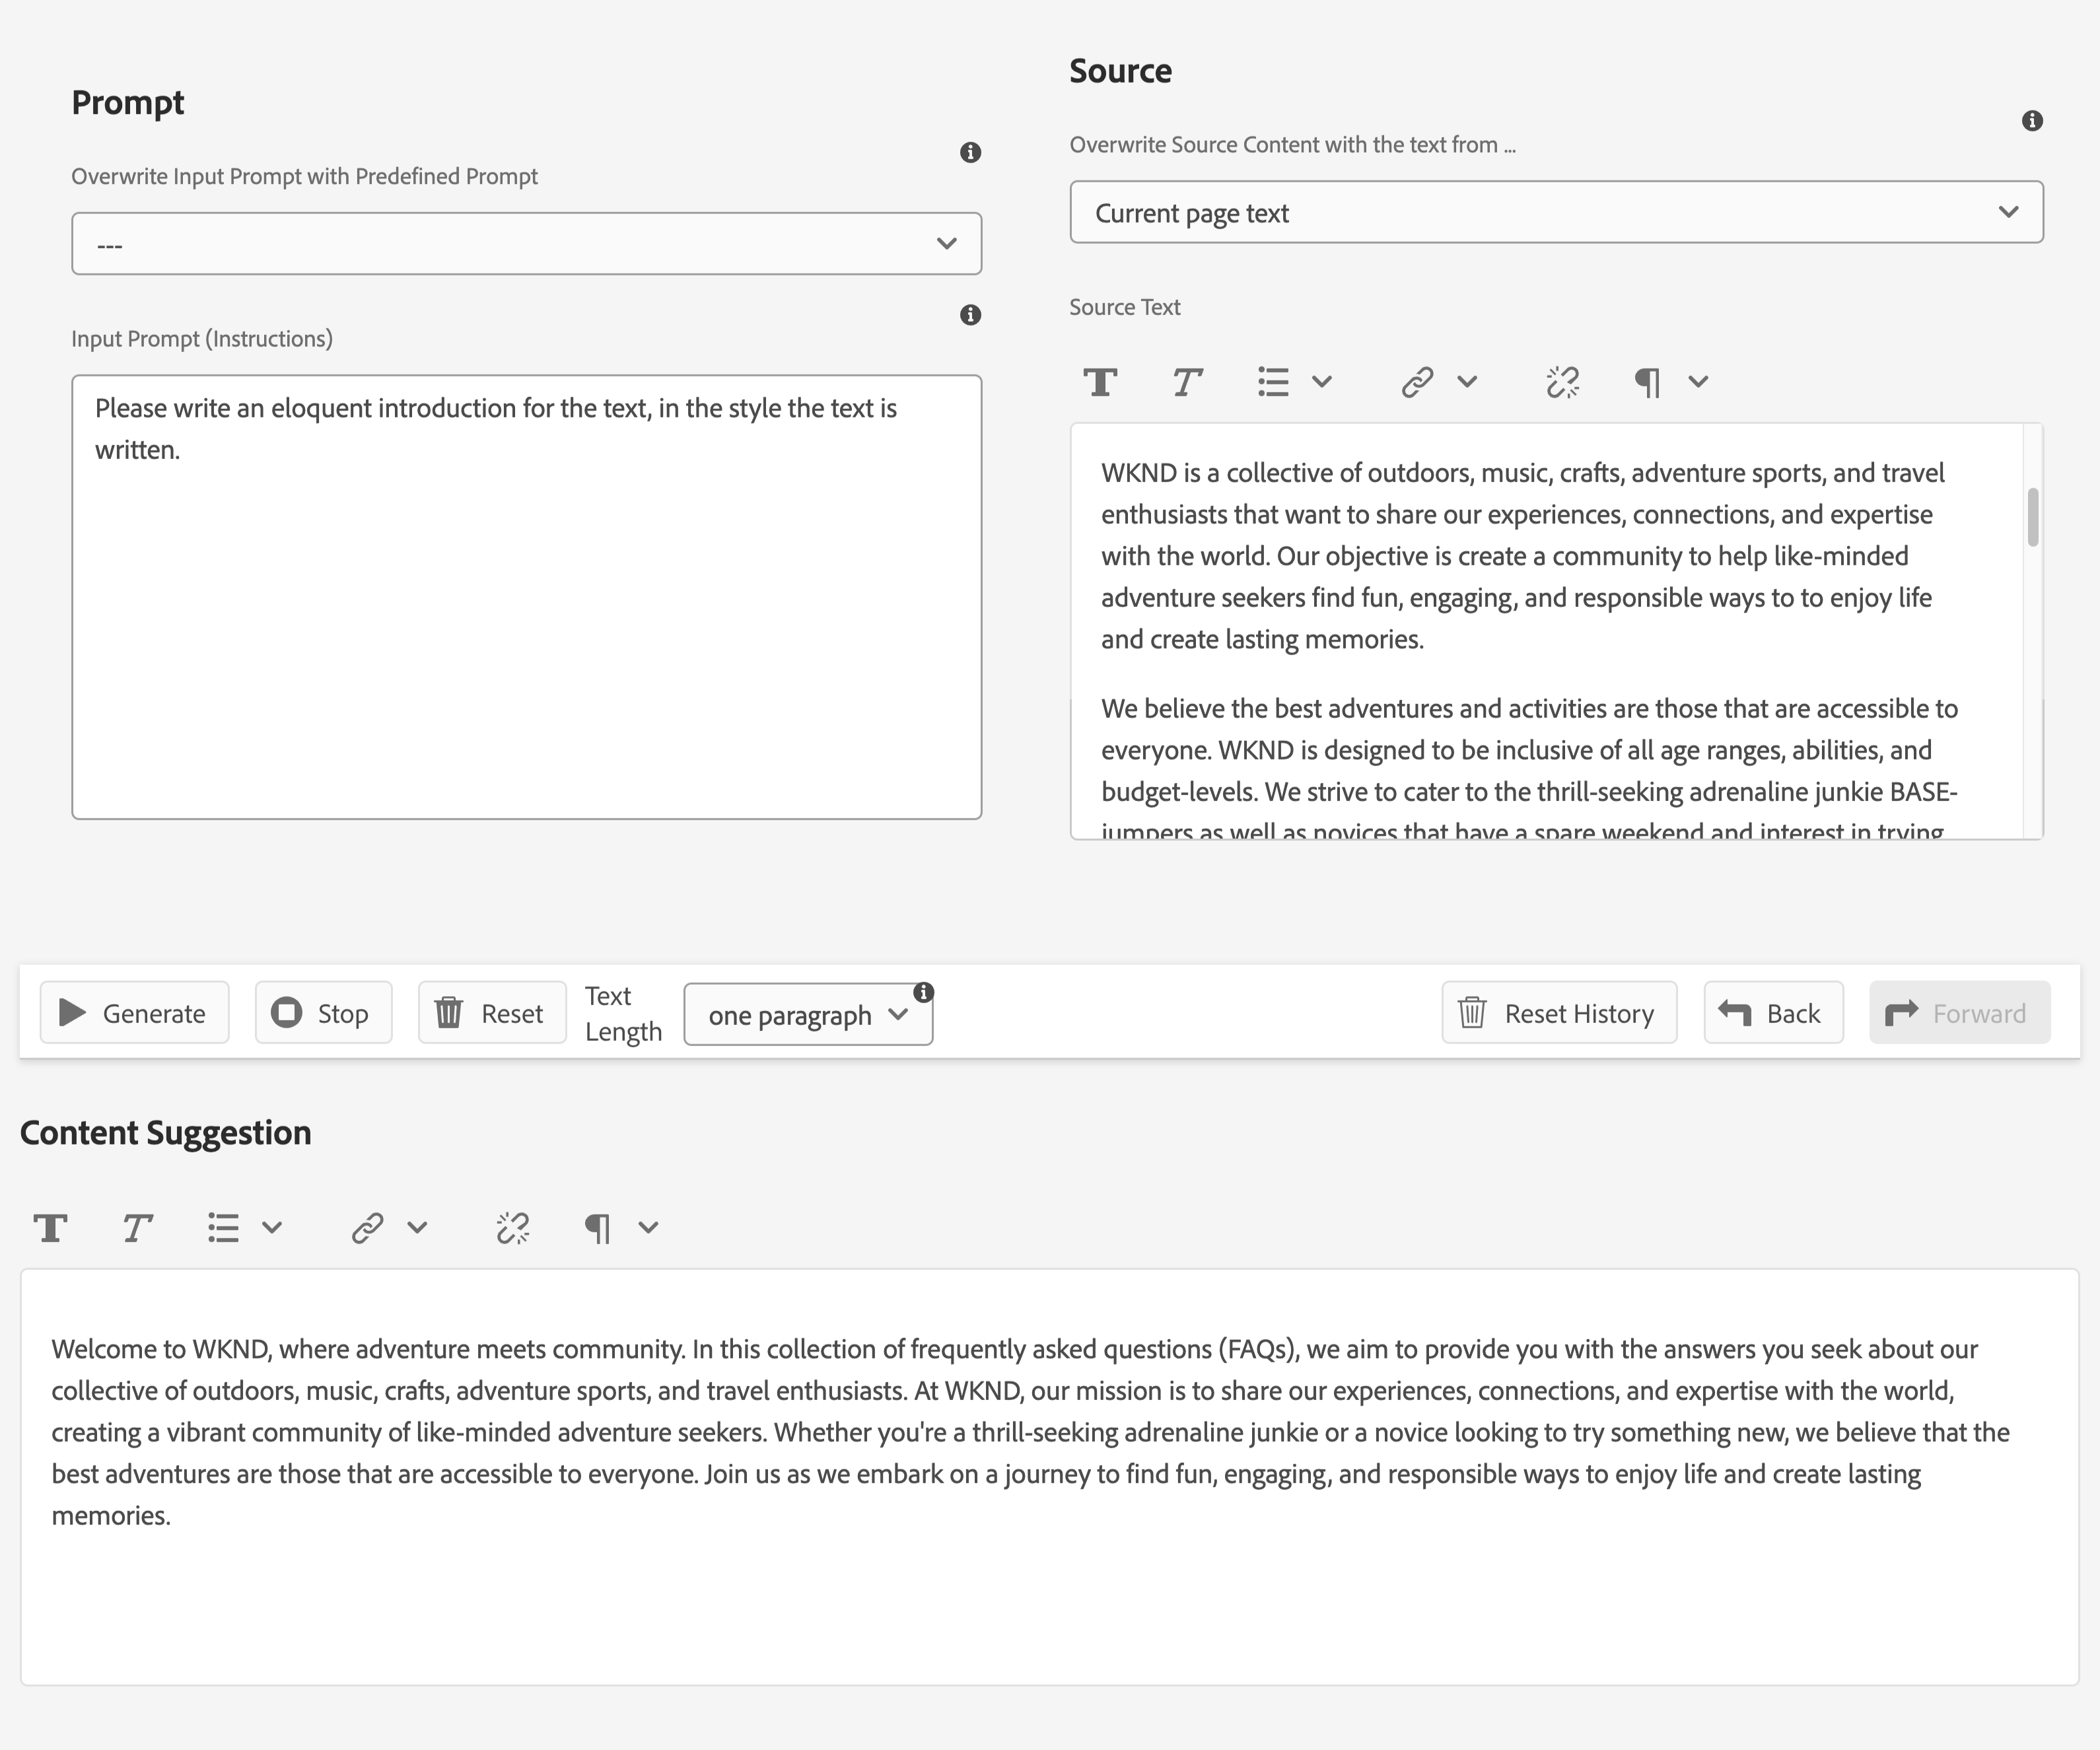 Prompt
Overwrite Input Prompt with Predefined Prompt
---
Input Prompt (Instructions)
Please write an eloquent introduction for the text, in the style the text is
written.
Source
Overwrite Source Content with the text from ...
Current page text
Source Text
WKND is a collective of outdoors, music, crafts, adventure sports, and travel
enthusiasts that want to share our experiences, connections, and expertise
with the world. Our objective is create a community to help like-minded
adventure seekers find fun, engaging, and responsible ways to to enjoy life
and create lasting memories.
We believe the best adventures and activities are those that are accessible to
everyone. WKND is designed to be inclusive of all age ranges, abilities, and
budget-levels. We strive to cater to the thrill-seeking adrenaline junkie BASE-
jumpers as well as novices that have a spare weekend and interest in trying
Generate
Stop
Reset
Text
Length
one paragraph
Reset History
Back
Forward
Content Suggestion
Welcome to WKND, where adventure meets community. In this collection of frequently asked questions (FAQs), we aim to provide you with the answers you seek about our
collective of outdoors, music, crafts, adventure sports, and travel enthusiasts. At WKND, our mission is to share our experiences, connections, and expertise with the world,
creating a vibrant community of like-minded adventure seekers. Whether you're a thrill-seeking adrenaline junkie or a novice looking to try something new, we believe that the
best adventures are those that are accessible to everyone. Join us as we embark on a journey to find fun, engaging, and responsible ways to enjoy life and create lasting
memories.